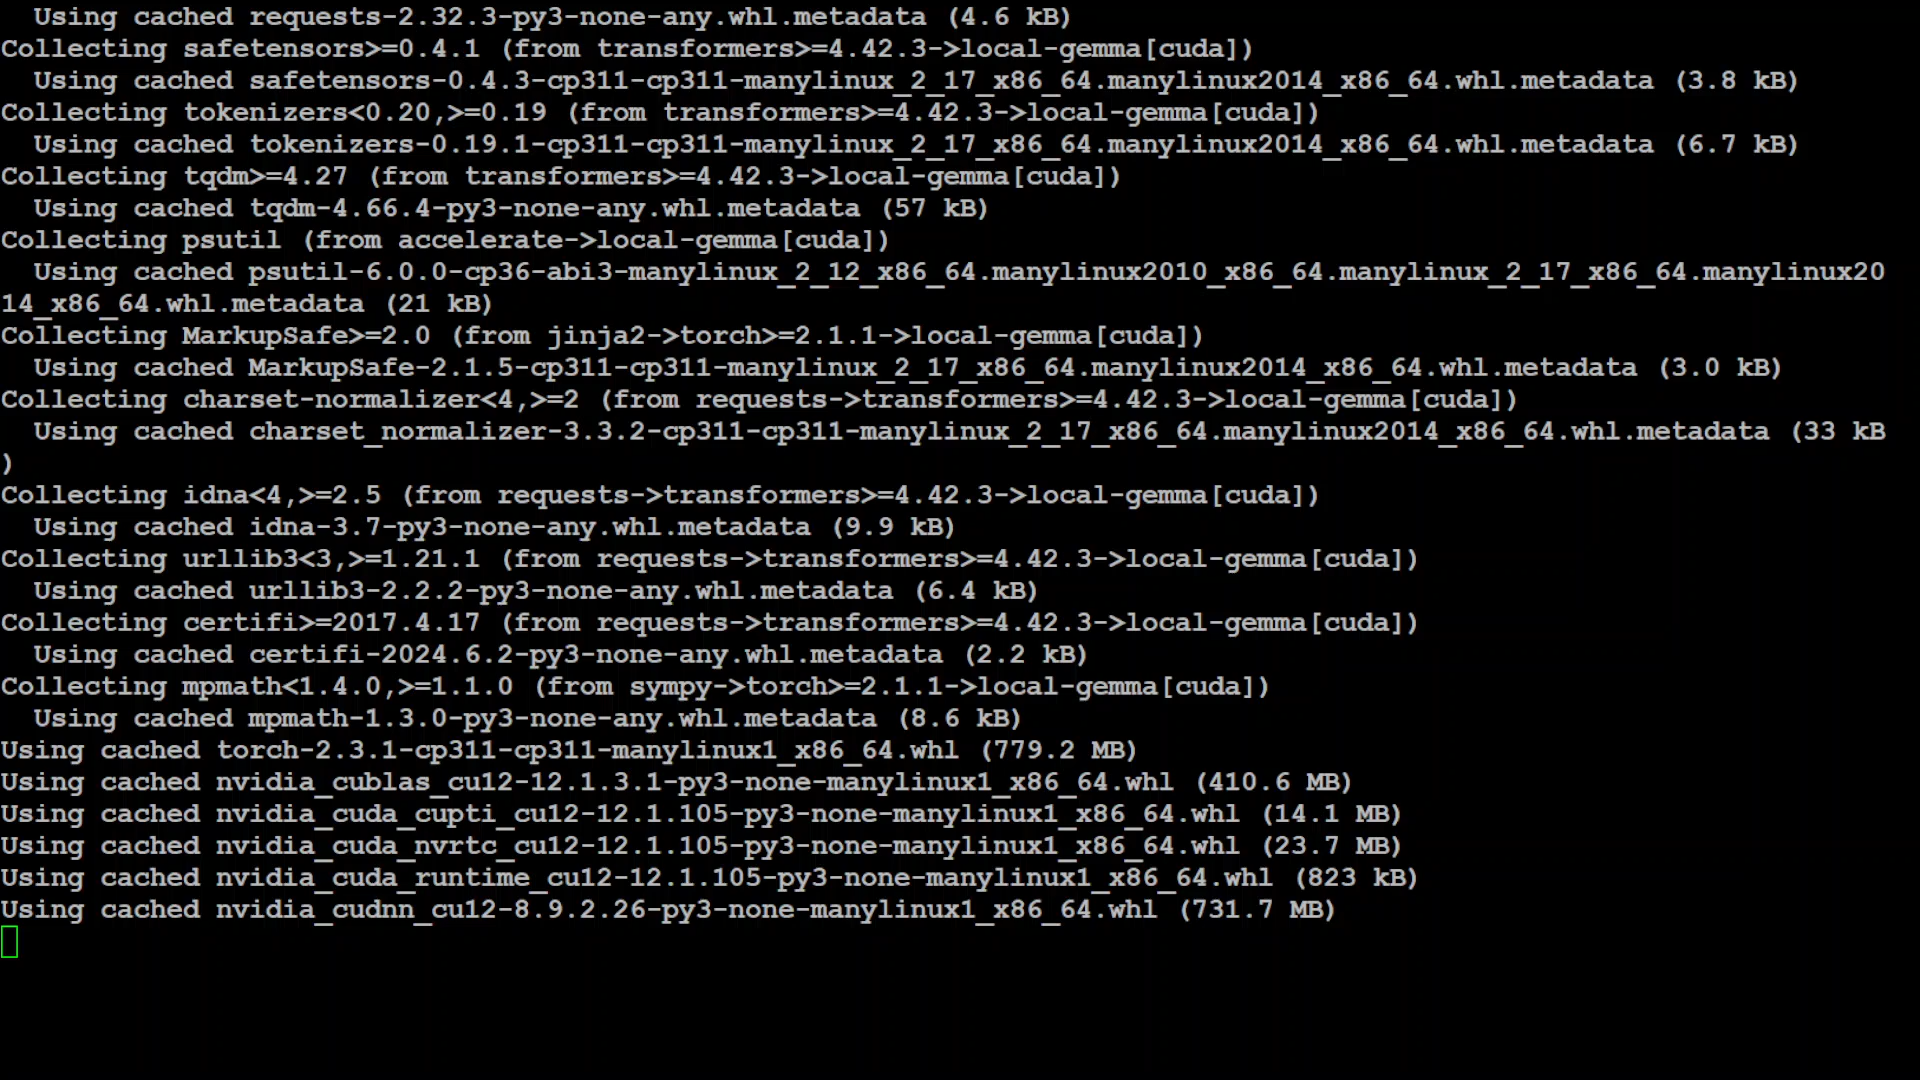 Using cached requests-2.32.3-py3-none-any.whl.metadata (4.6 kB)
Collecting safetensors>=0.4.1 (from transformers>=4.42.3->local-gemma[cuda])
Using cached safetensors-0.4.3-cp311-cp311-manylinux_2_17_x86_64.manylinux2014_x86_64.whl.metadata (3.8 kB)
Collecting tokenizers<0.20,>=0.19 (from transformers>=4.42.3->local-gemma[cuda])
Using cached tokenizers-0.19.1-cp311-cp311-manylinux_2_17_x86_64.manylinux2014_x86_64.whl.metadata (6.7 kB)
Collecting tqdm>=4.27 (from transformers>=4.42.3->local-gemma[cuda])
Using cached tqdm-4.66.4-py3-none-any.whl.metadata (57 kB)
Collecting psutil (from accelerate->local-gemma[cuda])
Using cached psutil-6.0.0-cp36-abi3-manylinux_2_12_x86_64.manylinux2010_x86_64.manylinux_2_17_x86_64.manylinux20
14_x86_64.whl.metadata (21 kB)
Collecting MarkupSafe>=2.0 (from jinja2->torch>=2.1.1->local-gemma[cuda])
Using cached MarkupSafe-2.1.5-cp311-cp311-manylinux_2_17_x86_64.manylinux2014_x86_64.whl.metadata (3.0 kB)
Collecting charset-normalizer<4,>=2 (from requests->transformers>=4.42.3->local-gemma[cuda])
Using cached charset_normalizer-3.3.2-cp311-cp311-manylinux_2_17_x86_64.manylinux2014_x86_64.whl.metadata (33 kB
)
Collecting idna<4,>=2.5 (from requests->transformers>=4.42.3->local-gemma[cuda])
Using cached idna-3.7-py3-none-any.whl.metadata (9.9 kB)
Collecting urllib3<3,>=1.21.1 (from requests->transformers>=4.42.3->local-gemma[cuda])
Using cached urllib3-2.2.2-py3-none-any.whl.metadata (6.4 kB)
Collecting certifi>=2017.4.17 (from requests->transformers>=4.42.3->local-gemma[cuda])
Using cached certifi-2024.6.2-py3-none-any.whl.metadata (2.2 kB)
Collecting mpmath<1.4.0,>=1.1.0 (from sympy->torch>=2.1.1->local-gemma[cuda])
Using cached mpmath-1.3.0-py3-none-any.whl.metadata (8.6 kB)
Using cached torch-2.3.1-cp311-cp311-manylinux1_x86_64.whl (779.2 MB)
Using cached nvidia_cublas_cu12-12.1.3.1-py3-none-manylinux1_x86_64.whl (410.6 MB)
Using cached nvidia_cuda_cupti_cu12-12.1.105-py3-none-manylinux1_x86_64.whl (14.1 MB)
Using cached nvidia_cuda_nvrtc_cu12-12.1.105-py3-none-manylinux1_x86_64.whl (23.7 MB)
Using cached nvidia_cuda_runtime_cu12-12.1.105-py3-none-manylinux1_x86_64.whl (823 kB)
Using cached nvidia_cudnn_cu12-8.9.2.26-py3-none-manylinux1_x86_64.whl (731.7 MB)